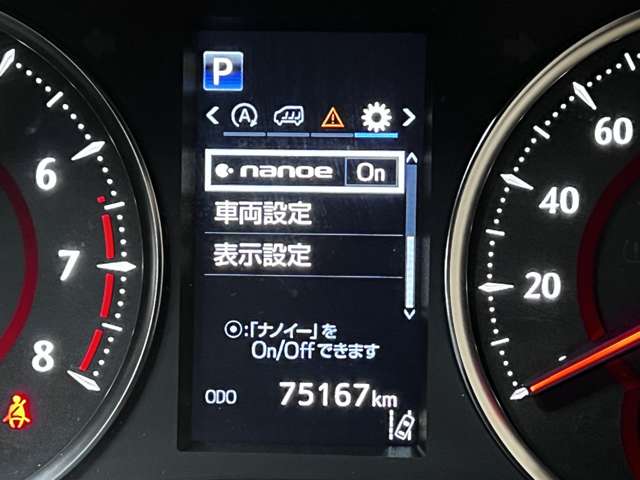 P
A
nanoe On
車両設定
表示設定
⦿:「ナノイー」を
On/Offできます
ODO 75167km
6
7
8
60
40
20